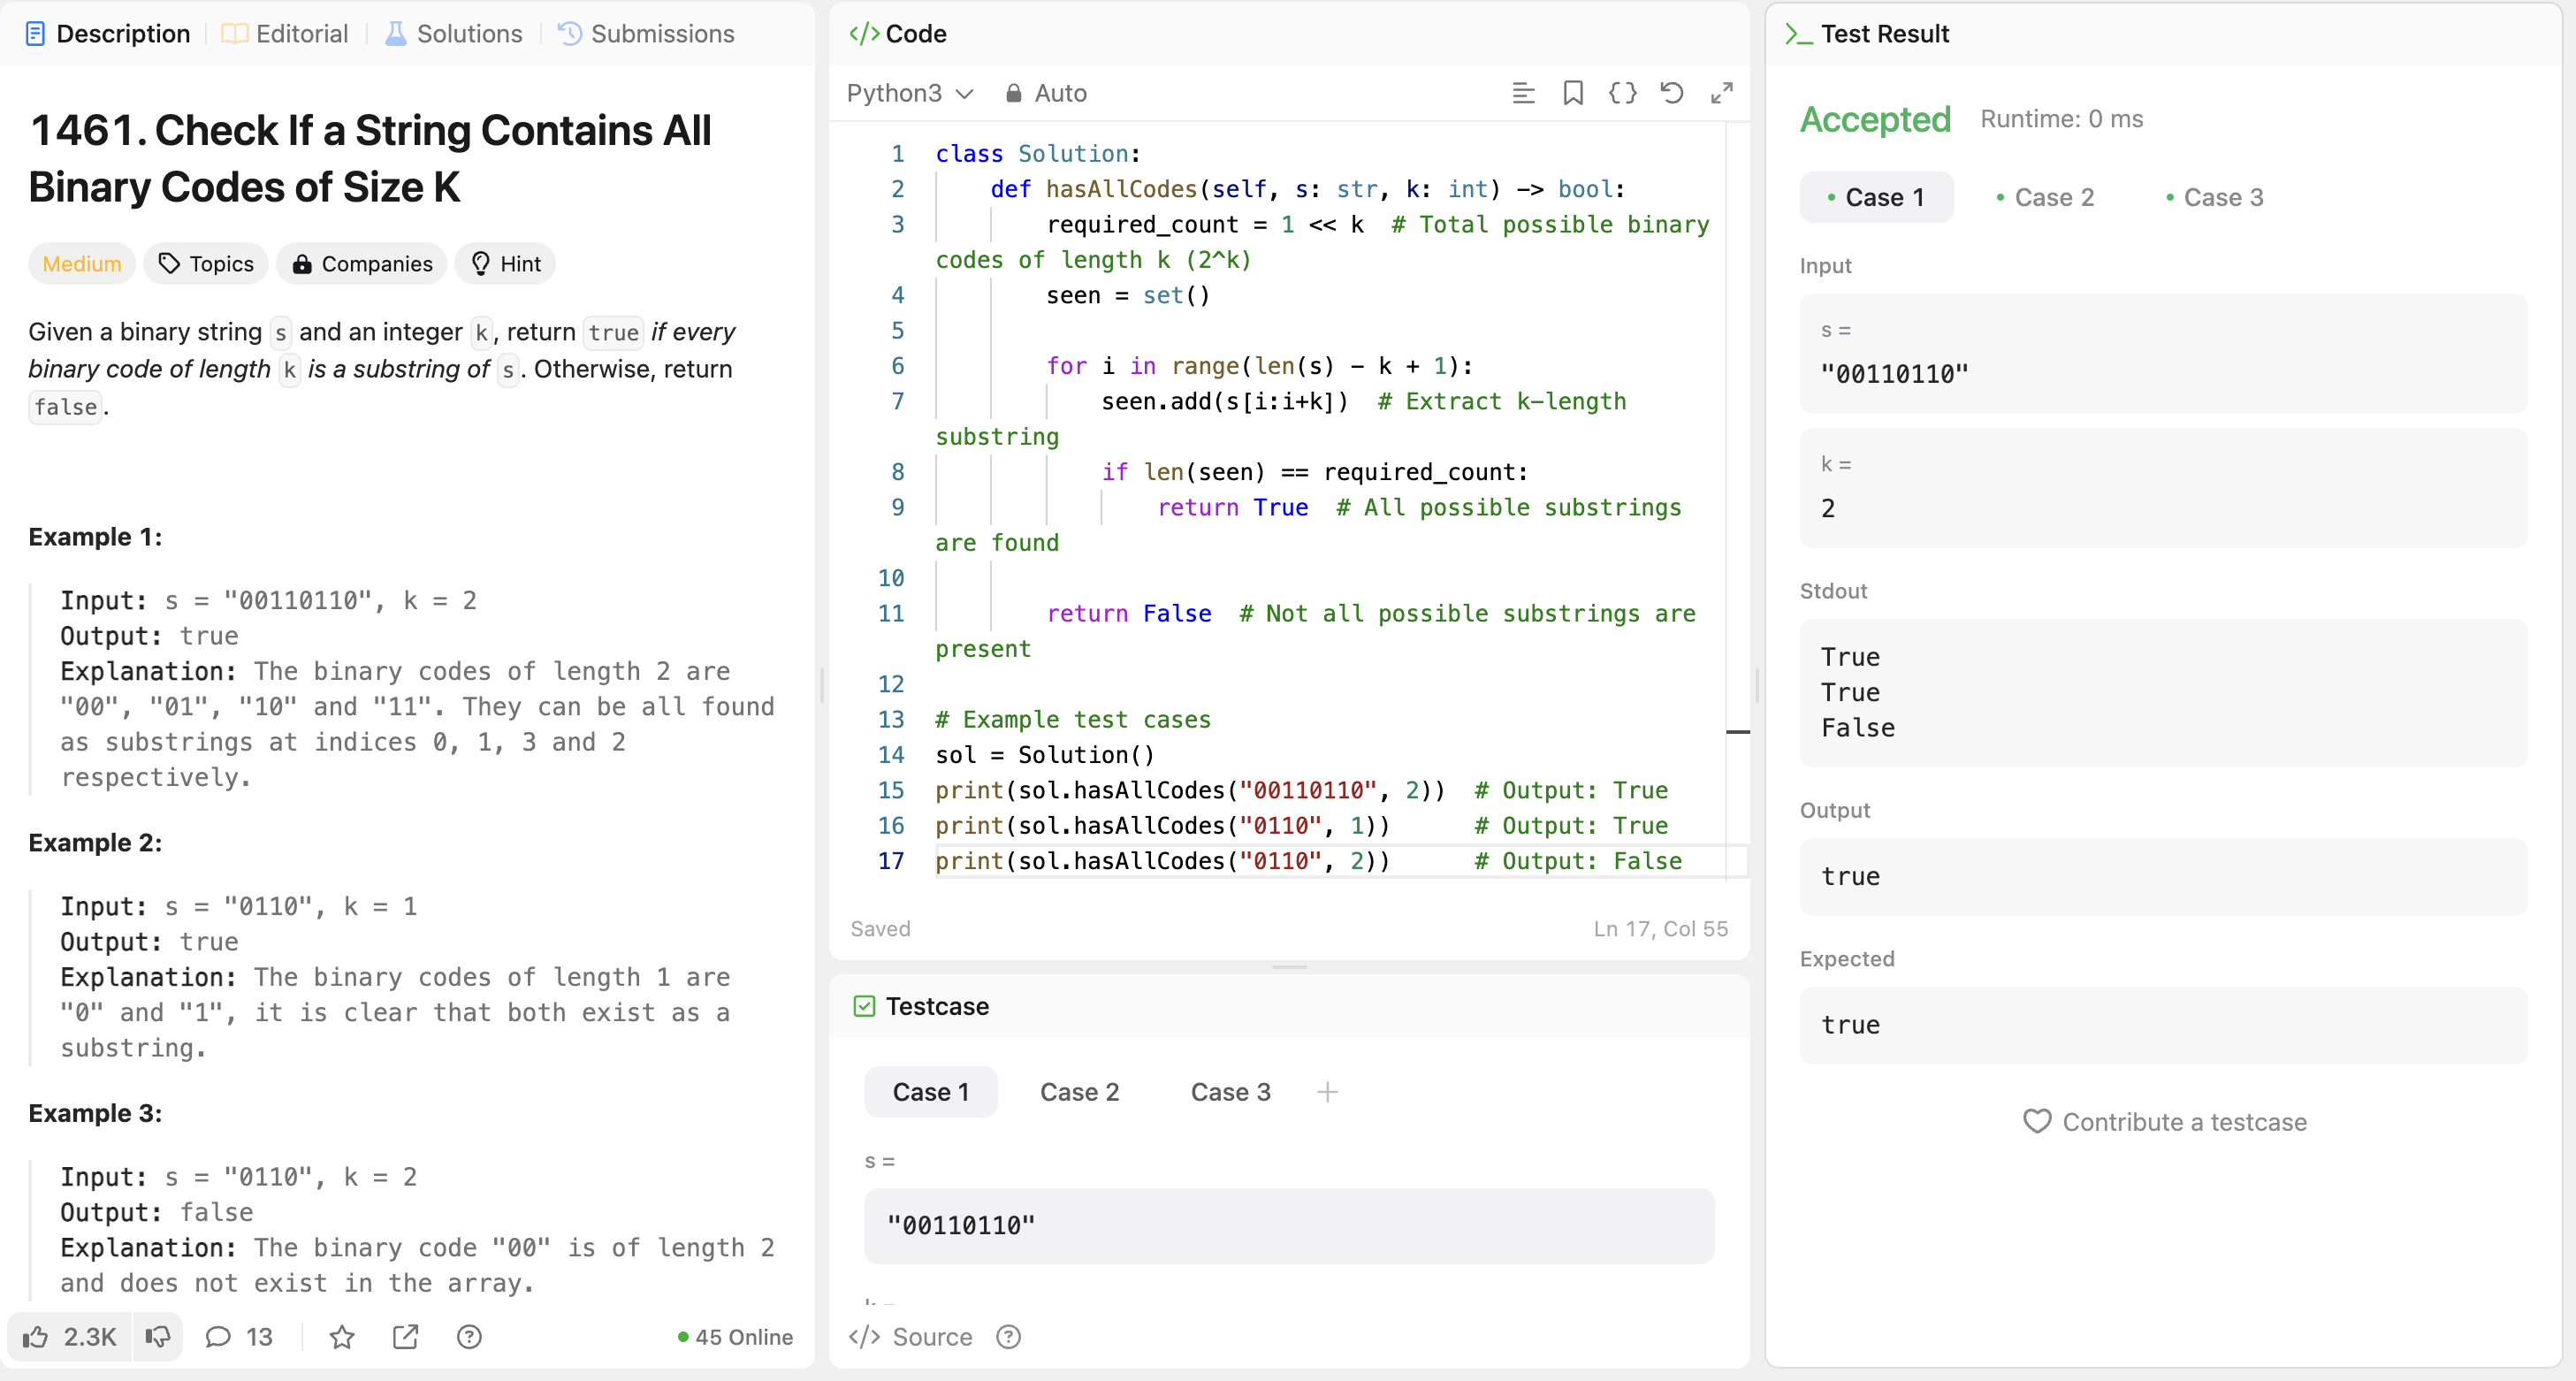 Description Editorial Solutions Submissions
1461. Check If a String Contains All
Binary Codes of Size K
Medium Topics Companies Hint
Given a binary string s and an integer k, return true if every
binary code of length k is a substring of s. Otherwise, return
false.
Example 1:
Input: s = "00110110", k = 2
Output: true
Explanation: The binary codes of length 2 are
"00", "01", "10" and "11". They can be all found
as substrings at indices 0, 1, 3 and 2
respectively.
Example 2:
Input: s = "0110", k = 1
Output: true
Explanation: The binary codes of length 1 are
"0" and "1", it is clear that both exist as a
substring.
Example 3:
Input: s = "0110", k = 2
Output: false
Explanation: The binary code "00" is of length 2
and does not exist in the array.
2.3K 13 45 Online
</> Code
Python3 Auto
1 class Solution:
2 def hasAllCodes(self, s: str, k: int) -> bool:
3 required_count = 1 << k # Total possible binary
codes of length k (2^k)
4 seen = set()
5
6 for i in range(len(s) - k + 1):
7 seen.add(s[i:i+k]) # Extract k-length
substring
8 if len(seen) == required_count:
9 return True # All possible substrings
are found
10
11 return False # Not all possible substrings are
present
12
13 # Example test cases
14 sol = Solution()
15 print(sol.hasAllCodes("00110110", 2)) # Output: True
16 print(sol.hasAllCodes("0110", 1)) # Output: True
17 print(sol.hasAllCodes("0110", 2)) # Output: False
Saved Ln 17, Col 55
Testcase
Case 1 Case 2 Case 3 +
s =
"00110110"
</> Source
>_ Test Result
Accepted Runtime: 0 ms
Case 1 Case 2 Case 3
Input
s =
"00110110"
k =
2
Stdout
True
True
False
Output
true
Expected
true
Contribute a testcase